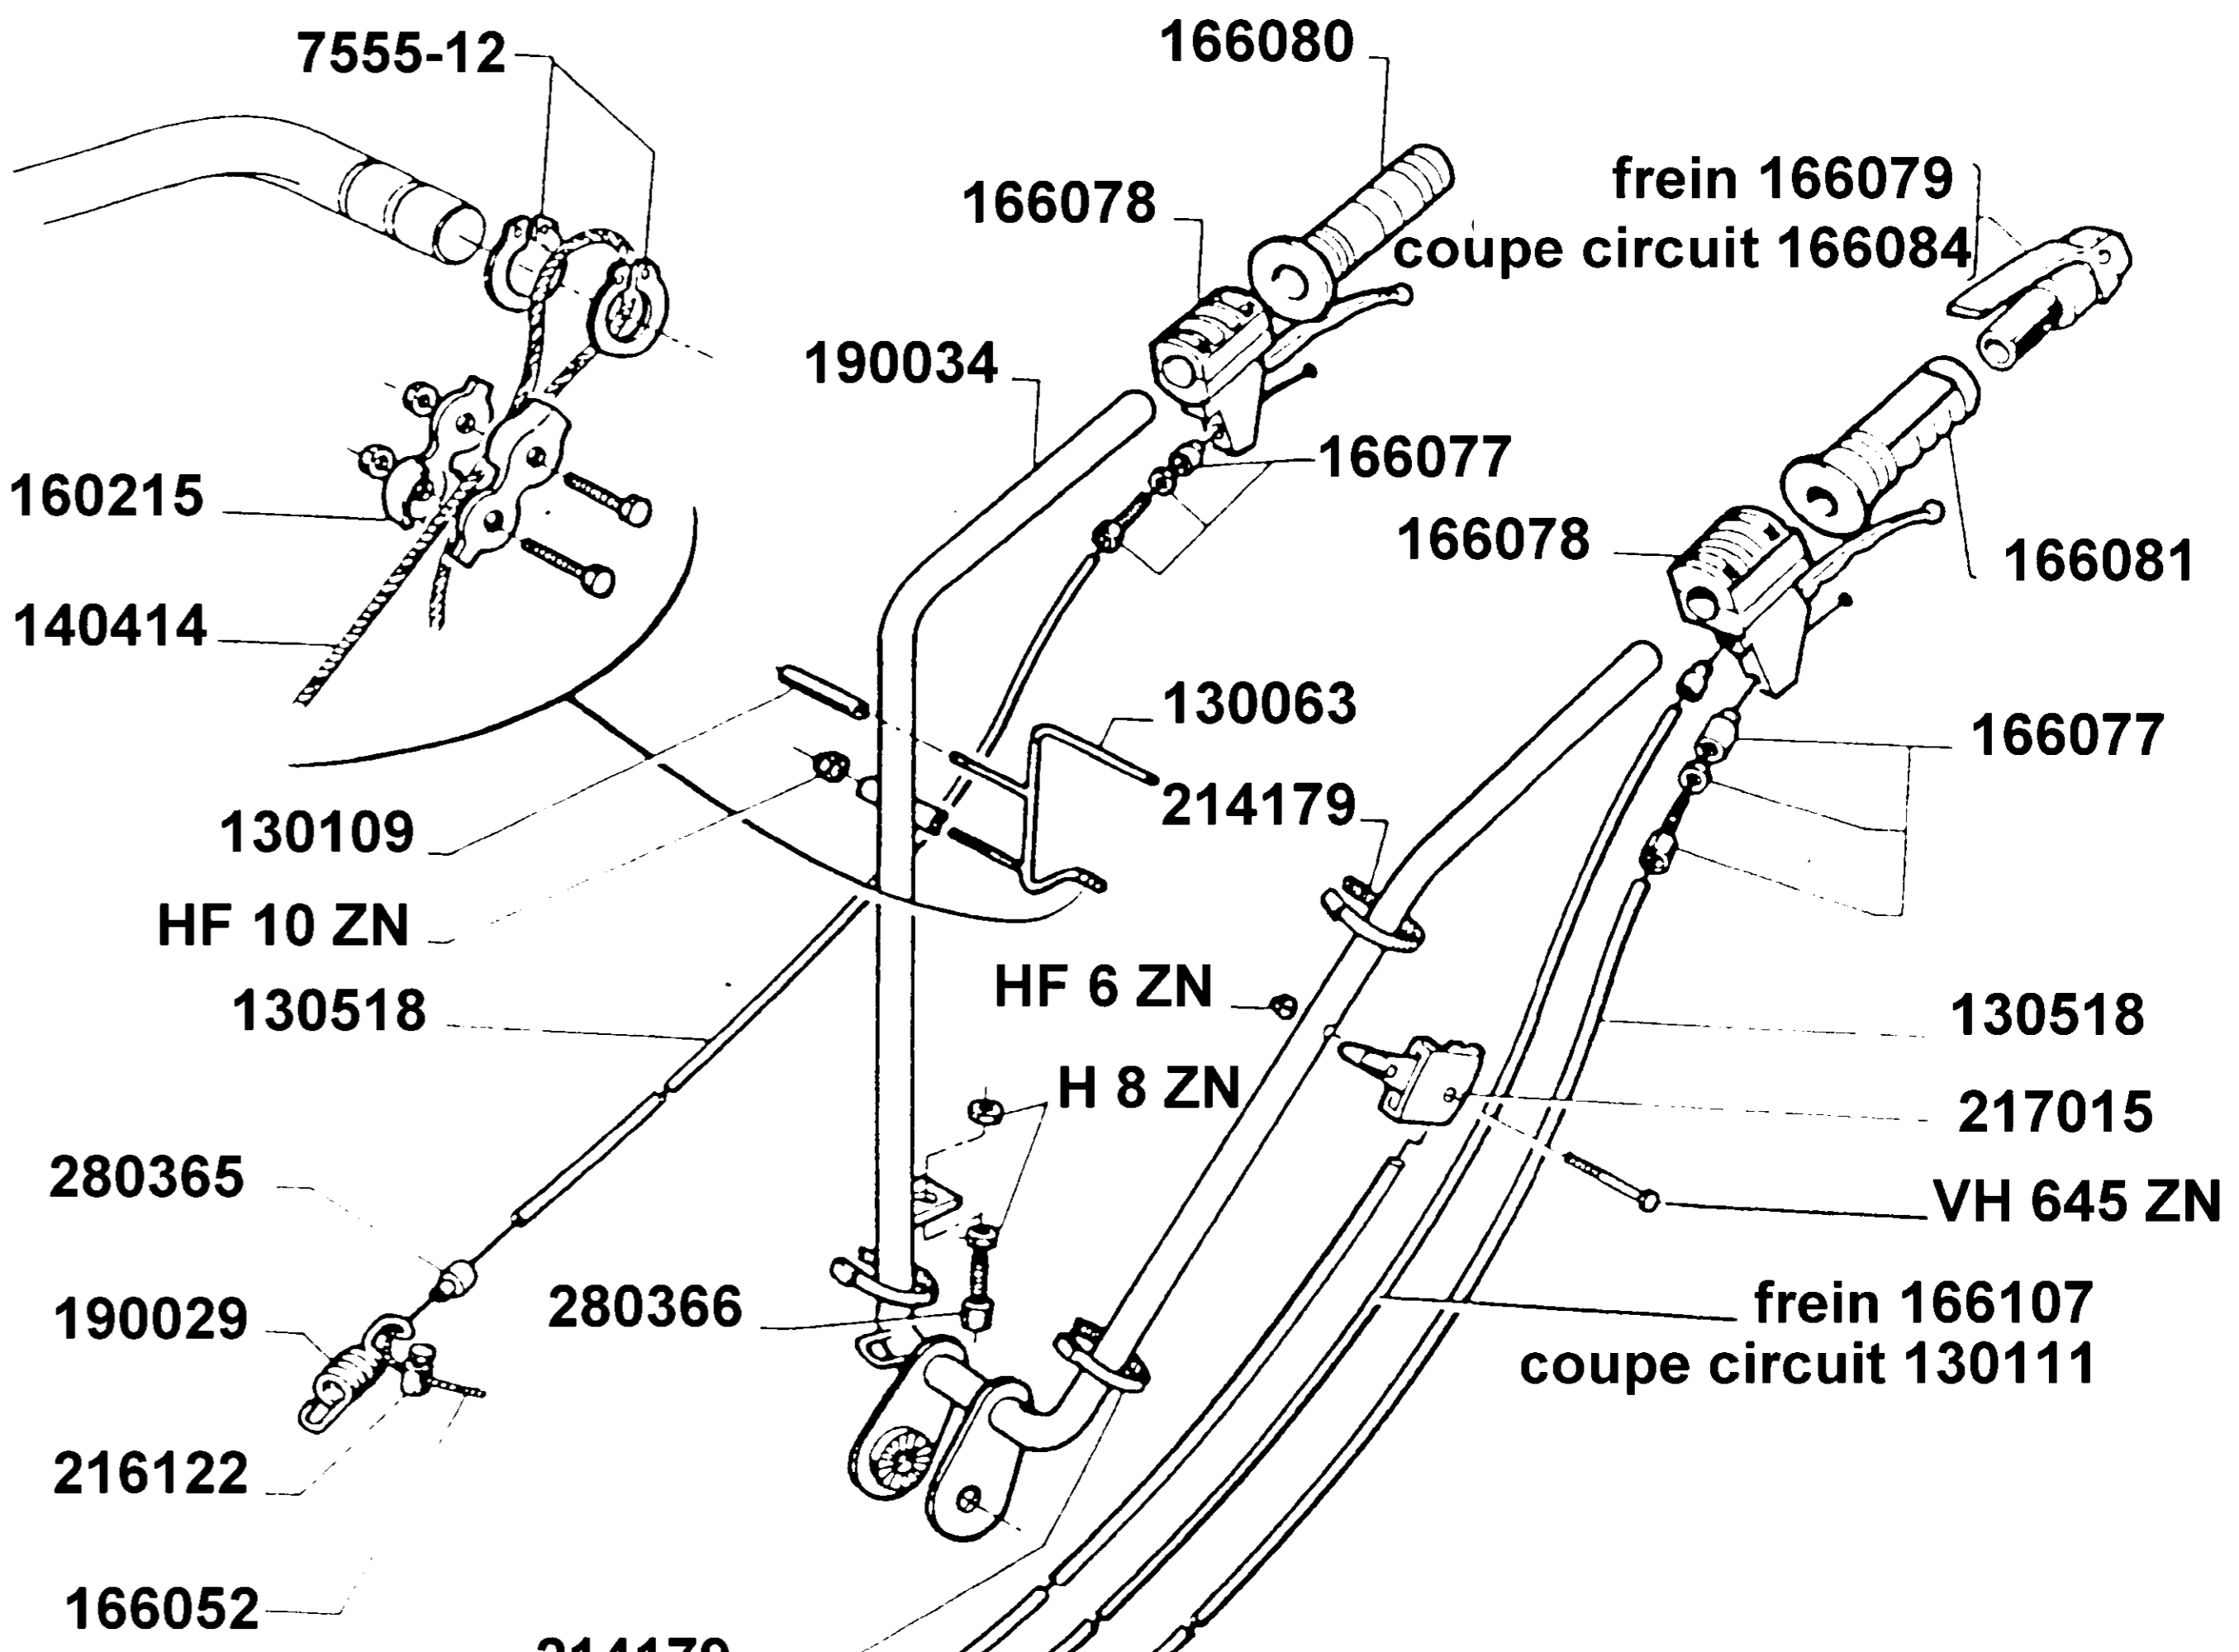 7555-12
166080
166078
frein 166079
coupe circuit 166084
190034
166077
160215
166078
166081
140414
130063
166077
214179
130109
HF 10 ZN
HF 6 ZN
130518
130518
H 8 ZN
217015
280365
VH 645 ZN
280366
frein 166107
190029
coupe circuit 130111
216122
166052
214179